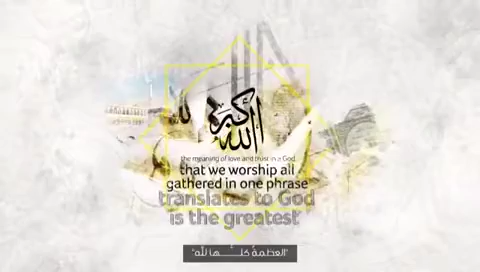 الله أكبر
the meaning of love and trust in a God
that we worship all
gathered in one phrase
translates to God
is the greatest
"العظمةُ كلُّـــها لله"